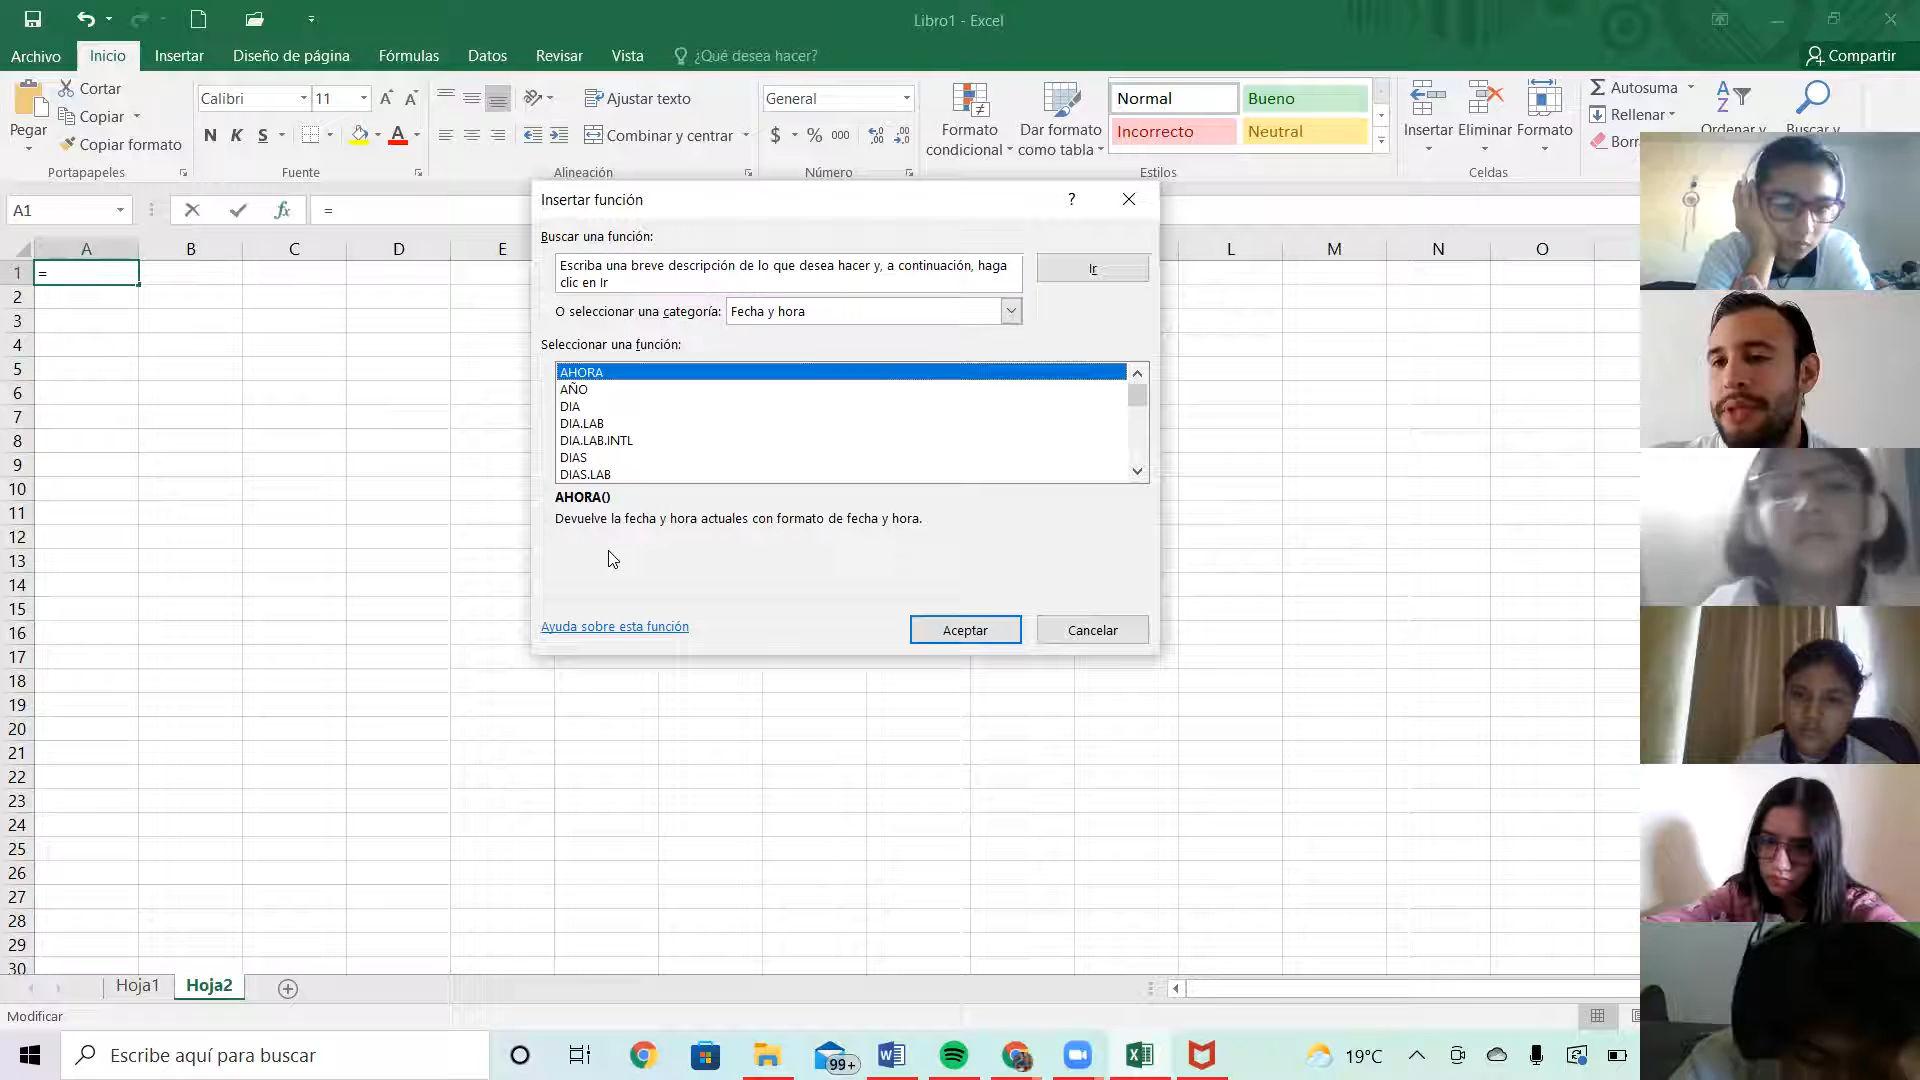 Libro1 - Excel
Archivo Inicio Insertar Diseño de página Fórmulas Datos Revisar Vista ¿Qué desea hacer? Compartir
Pegar
Cortar
Copiar
Copiar formato
Portapapeles
Calibri 11
N K S A
Fuente
Ajustar texto
Combinar y centrar
Alineación
General
$ % 000
Número
Formato condicional
Dar formato como tabla
Normal Bueno
Incorrecto Neutral
Estilos
Insertar Eliminar Formato
Celdas
Autosuma
Rellenar
Borr
Ordenar y
Buscar y
A1 fx =
A B C D E L M N O
1 =
2
3
4
5
6
7
8
9
10
11
12
13
14
15
16
17
18
19
20
21
22
23
24
25
26
27
28
29
30
Insertar función ?
Buscar una función:
Escriba una breve descripción de lo que desea hacer y, a continuación, haga
clic en Ir
Ir
O seleccionar una categoría: Fecha y hora
Seleccionar una función:
AHORA
AÑO
DIA
DIA.LAB
DIA.LAB.INTL
DIAS
DIAS.LAB
AHORA()
Devuelve la fecha y hora actuales con formato de fecha y hora.
Ayuda sobre esta función Aceptar Cancelar
Hoja1 Hoja2
Modificar
Escribe aquí para buscar 99+ 19°C